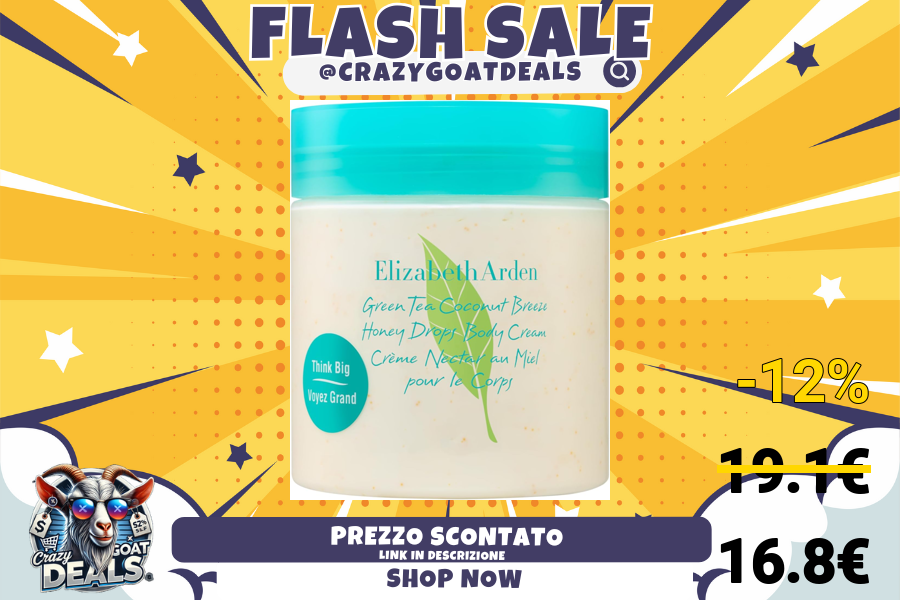 FLASH SALE
@CRAZYGOATDEALS
Elizabeth Arden
Green Tea Coconut Breeze
Honey Drops Body Cream
Crème Nectar au Miel
pour le Corps
Think Big
Voyez Grand
-12%
19.1€
16.8€
$
52%
Crazy
GOAT
DEALS
PREZZO SCONTATO
LINK IN DESCRIZIONE
SHOP NOW